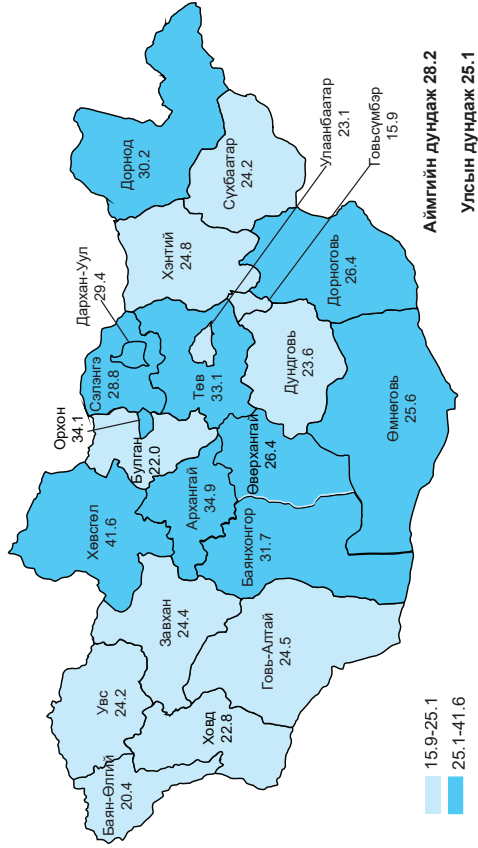 Баян-Өлгий
20.4
Увс
24.2
Ховд
22.8
Завхан
24.4
Говь-Алтай
24.5
Хөвсгөл
41.6
Орхон
34.1
Булган
22.0
Архангай
34.9
Баянхонгор
31.7
Өвөрхангай
26.4
Дархан-Уул
29.4
Сэлэнгэ
28.8
Төв
33.1
Хэнтий
24.8
Дорнод
30.2
Сүхбаатар
24.2
Улаанбаатар
23.1
Говьсүмбэр
15.9
Дорноговь
26.4
Дундговь
23.6
Өмнөговь
25.6
15.9-25.1
25.1-41.6
Аймгийн дундаж 28.2
Улсын дундаж 25.1